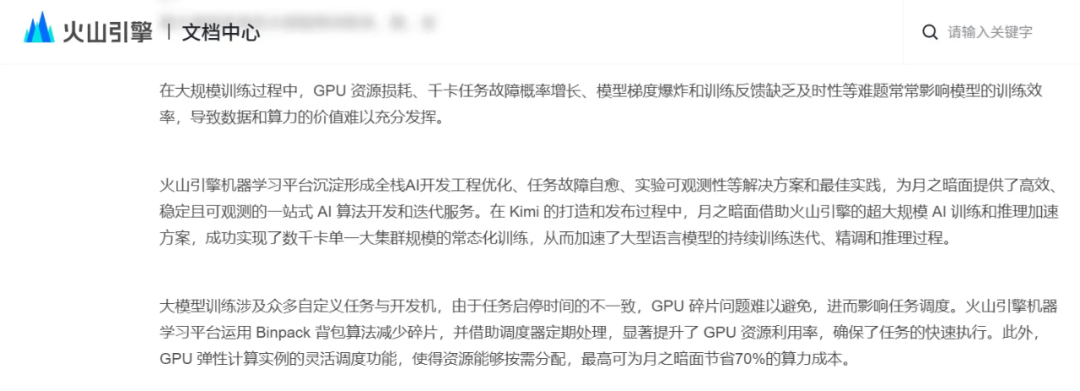 火山引擎 | 文档中心
请输入关键字
在大规模训练过程中，GPU 资源损耗、千卡任务故障概率增长、模型梯度爆炸和训练反馈缺乏及时性等难题常常影响模型的训练效
率，导致数据和算力的价值难以充分发挥。
火山引擎机器学习平台沉淀形成全栈AI开发工程优化、任务故障自愈、实验可观测性等解决方案和最佳实践，为月之暗面提供了高效、
稳定且可观测的一站式 AI 算法开发和迭代服务。在 Kimi 的打造和发布过程中，月之暗面借助火山引擎的超大规模 AI 训练和推理加速
方案，成功实现了数千卡单一大集群规模的常态化训练，从而加速了大型语言模型的持续训练迭代、精调和推理过程。
大模型训练涉及众多自定义任务与开发机，由于任务启停时间的不一致，GPU 碎片问题难以避免，进而影响任务调度。火山引擎机器
学习平台运用 Binpack 背包算法减少碎片，并借助调度器定期处理，显著提升了 GPU 资源利用率，确保了任务的快速执行。此外，
GPU 弹性计算实例的灵活调度功能，使得资源能够按需分配，最高可为月之暗面节省70%的算力成本。